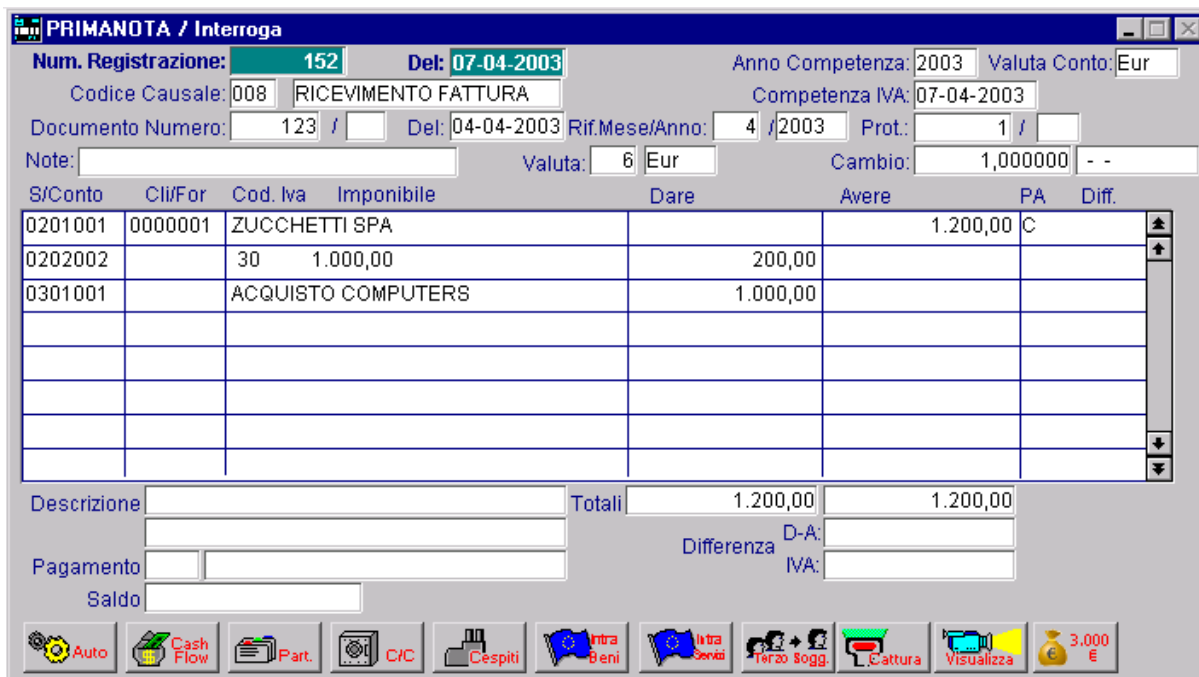 PRIMANOTA / Interroga
Num. Registrazione: 152 Del: 07-04-2003 Anno Competenza: 2003 Valuta Conto: Eur
Codice Causale: 008 RICEVIMENTO FATTURA Competenza IVA: 07-04-2003
Documento Numero: 123 / Del: 04-04-2003 Rif.Mese/Anno: 4 /2003 Prot.: 1 /
Note: Valuta: 6 Eur Cambio: 1,000000 - -
S/Conto Cli/For Cod. Iva Imponibile Dare Avere PA Diff.
0201001 0000001 ZUCCHETTI SPA 1.200,00 C
0202002 30 1.000,00 200,00
0301001 ACQUISTO COMPUTERS 1.000,00
Descrizione Totali 1.200,00 1.200,00
Differenza D-A:
Pagamento IVA:
Saldo
Auto Cash Flow Part. C/C Cespiti Intra Beni Intra Servizi Terzo Sogg. Cattura Visualizza 3.000 €